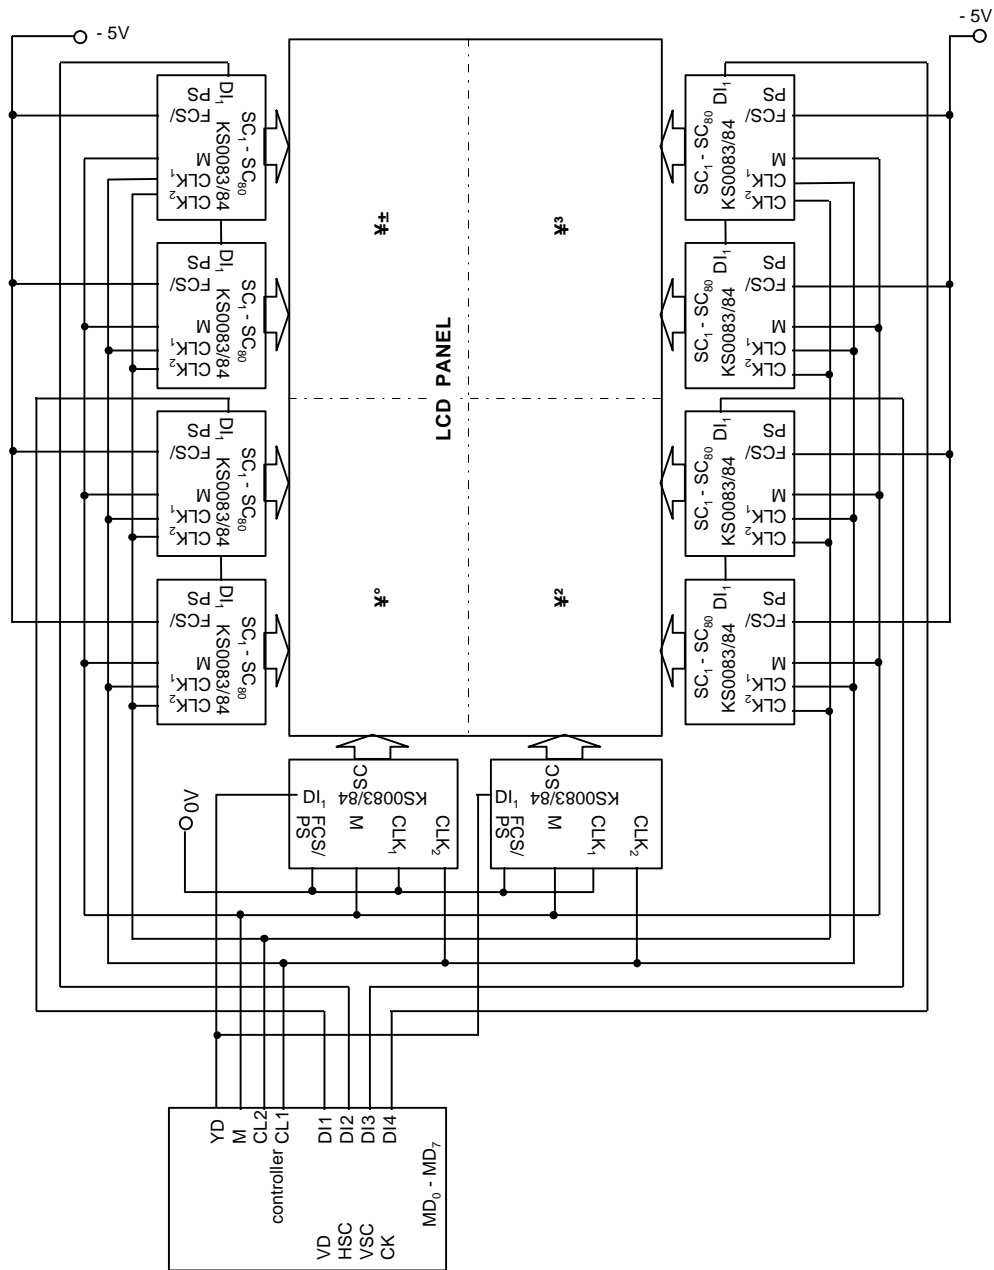 - 5V
- 5V
DI₁
PS
FCS/
M
CLK₁
CLK₂
KS0083/84
SC₁ - SC₈₀
DI₁
PS
FCS/
M
CLK₁
CLK₂
KS0083/84
SC₁ - SC₈₀
DI₁
PS
FCS/
M
CLK₁
CLK₂
KS0083/84
SC₁ - SC₈₀
DI₁
PS
FCS/
M
CLK₁
CLK₂
KS0083/84
SC₁ - SC₈₀
¥±
¥³
LCD PANEL
¥°
¥²
SC₁ - SC₈₀ DI₁
KS0083/84
PS
FCS/
M
CLK₁
CLK₂
SC₁ - SC₈₀ DI₁
KS0083/84
PS
FCS/
M
CLK₁
CLK₂
SC₁ - SC₈₀ DI₁
KS0083/84
PS
FCS/
M
CLK₁
CLK₂
SC₁ - SC₈₀ DI₁
KS0083/84
PS
FCS/
M
CLK₁
CLK₂
0V
SC
KS0083/84
DI₁
FCS/
PS
M
CLK₁
CLK₂
SC
KS0083/84
DI₁
FCS/
PS
M
CLK₁
CLK₂
YD
M
CL2
CL1
DI1
DI2
DI3
DI4
controller
VD
HSC
VSC
CK
MD₀ - MD₇